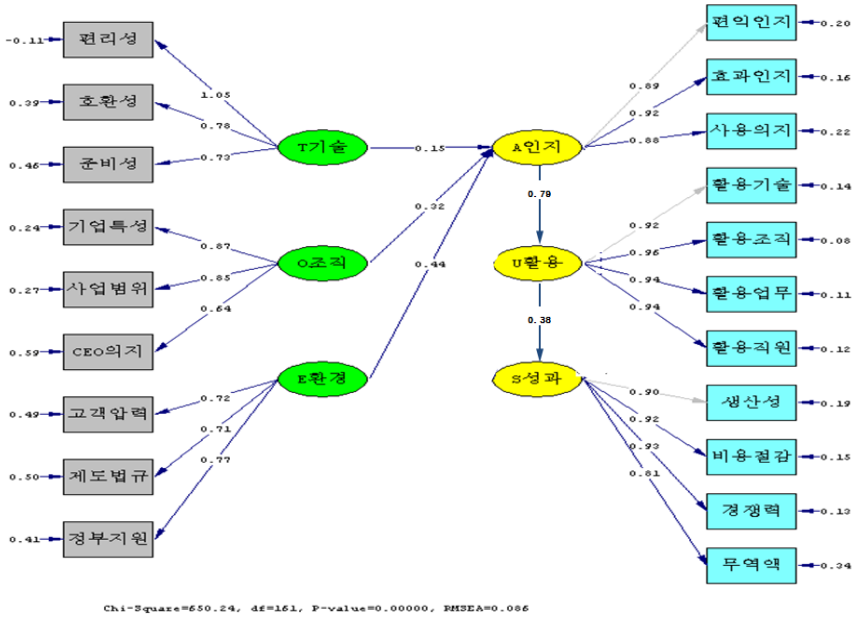 -0.11
편리성
1.05
0.39
호환성
0.78
0.46
준비성
0.73
T기술
0.15
0.24
기업특성
0.87
0.27
사업범위
0.85
0.59
CEO의지
0.64
O조직
0.32
0.49
고객압력
0.72
0.50
제도법규
0.71
0.41
정부지원
0.77
E환경
0.44
A인지
0.79
U활용
0.38
S성과
0.89
편익인지
0.20
0.92
효과인지
0.16
0.88
사용의지
0.22
0.92
활용기술
0.14
0.96
활용조직
0.08
0.94
활용업무
0.11
0.94
활용직원
0.12
0.90
생산성
0.19
0.92
비용절감
0.15
0.93
경쟁력
0.13
0.81
무역액
0.34
Chi-Square=650.24, df=161, P-value=0.00000, RMSEA=0.086